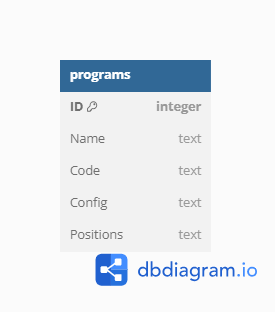 programs
ID integer
Name text
Code text
Config text
Positions text
dbdiagram.io